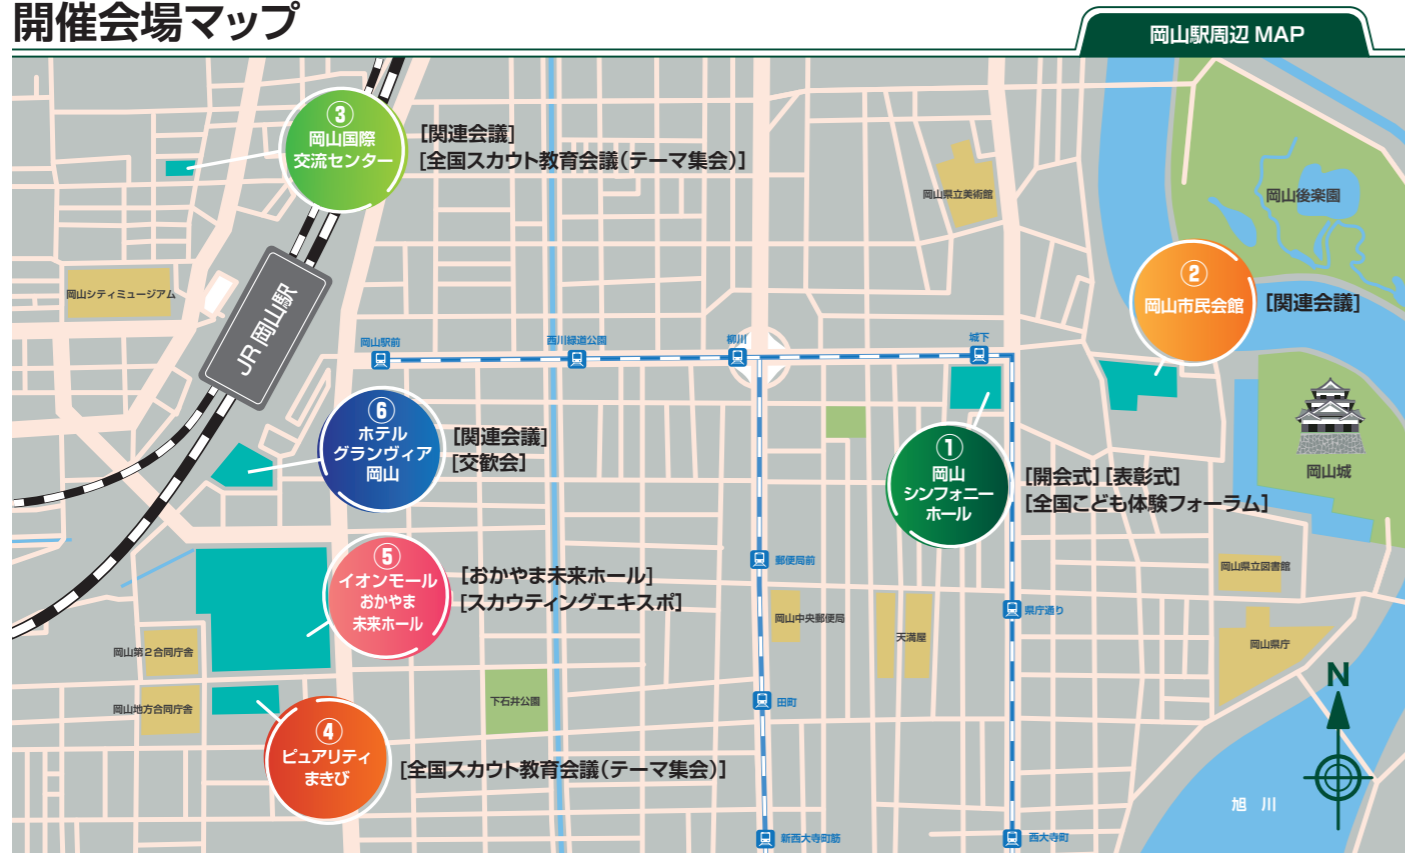 開催会場マップ
岡山駅周辺 MAP
③
岡山国際
交流センター
[関連会議]
[全国スカウト教育会議(テーマ集会)]
岡山県立美術館
岡山後楽園
②
岡山市民会館
[関連会議]
岡山シティミュージアム
JR 岡山駅
岡山駅前
西川緑道公園
柳川
城下
⑥
ホテル
グランヴィア
岡山
[関連会議]
[交歓会]
①
岡山
シンフォニー
ホール
[開会式] [表彰式]
[全国こども体験フォーラム]
岡山城
⑤
イオンモール
おかやま
未来ホール
[おかやま未来ホール]
[スカウティングエキスポ]
郵便局前
岡山県立図書館
岡山中央郵便局
天満屋
県庁通り
岡山県庁
岡山第2合同庁舎
岡山地方合同庁舎
下石井公園
田町
N
④
ピュアリティ
まきび
[全国スカウト教育会議(テーマ集会)]
旭 川
新西大寺町筋
西大寺町